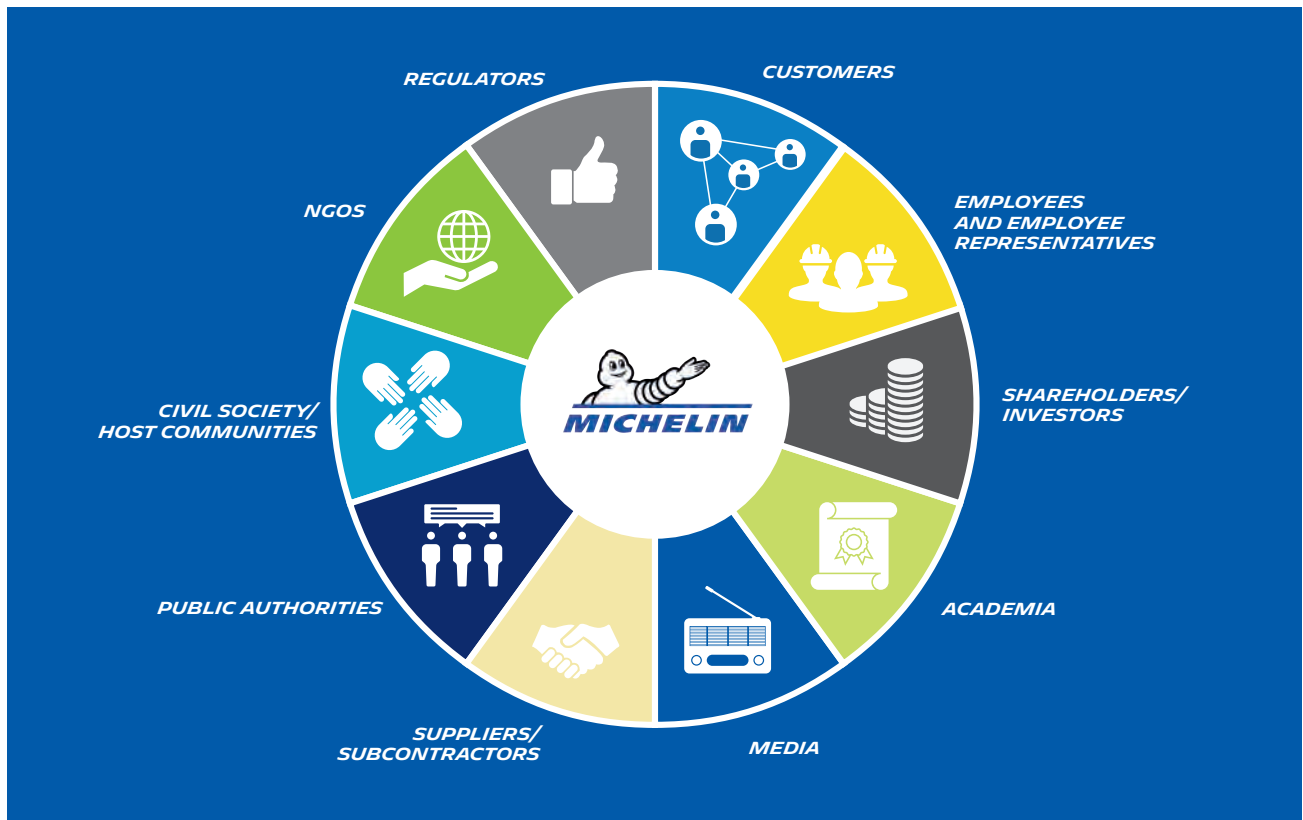 REGULATORS
CUSTOMERS
NGOS
EMPLOYEES
AND EMPLOYEE
REPRESENTATIVES
CIVIL SOCIETY/
HOST COMMUNITIES
MICHELIN
SHAREHOLDERS/
INVESTORS
PUBLIC AUTHORITIES
ACADEMIA
SUPPLIERS/
SUBCONTRACTORS
MEDIA